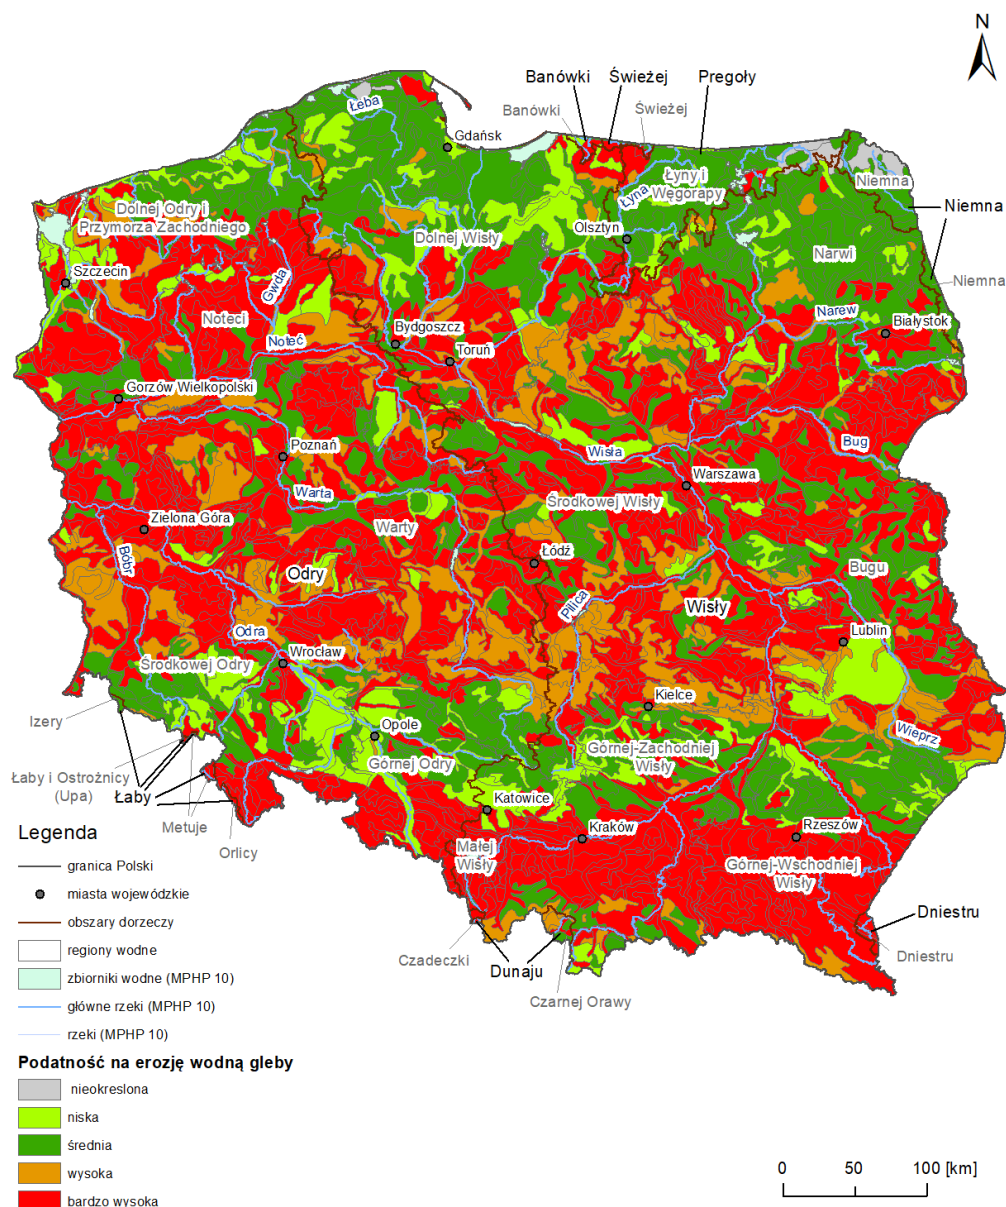 N
Banówki
Świeżej
Pregoły
Banówki
Świeżej
Łeba
Gdańsk
Łyny i
Węgorapy
Niemna
Niemna
Łyna
Dolnej Odry i
Przymorza Zachodniego
Dolnej Wisły
Olsztyn
Narwi
Szczecin
Gwda
Niemna
Noteci
Narew
Białystok
Bydgoszcz
Noteć
Toruń
Gorzów Wielkopolski
Poznań
Wisła
Bug
Warszawa
Warta
Środkowej Wisły
Zielona Góra
Warty
Łódź
Bóbr
Bugu
Odry
Pilica
Wisły
Odra
Lublin
Wrocław
Środkowej Odry
Kielce
Izery
Opole
Wieprz
Górnej-Zachodniej
Wisły
Górnej Odry
Łaby i Ostrożnicy
(Upa)
Łaby
Katowice
Metuje
Kraków
Rzeszów
Orlicy
Małej
Wisły
Górnej-Wschodniej
Wisły
Dniestru
Dniestru
Czadeczki
Dunaju
Czarnej Orawy
Legenda
granica Polski
miasta wojewódzkie
obszary dorzeczy
regiony wodne
zbiorniki wodne (MPHP 10)
główne rzeki (MPHP 10)
rzeki (MPHP 10)
Podatność na erozję wodną gleby
nieokreslona
niska
średnia
wysoka
bardzo wysoka
0 50 100 [km]